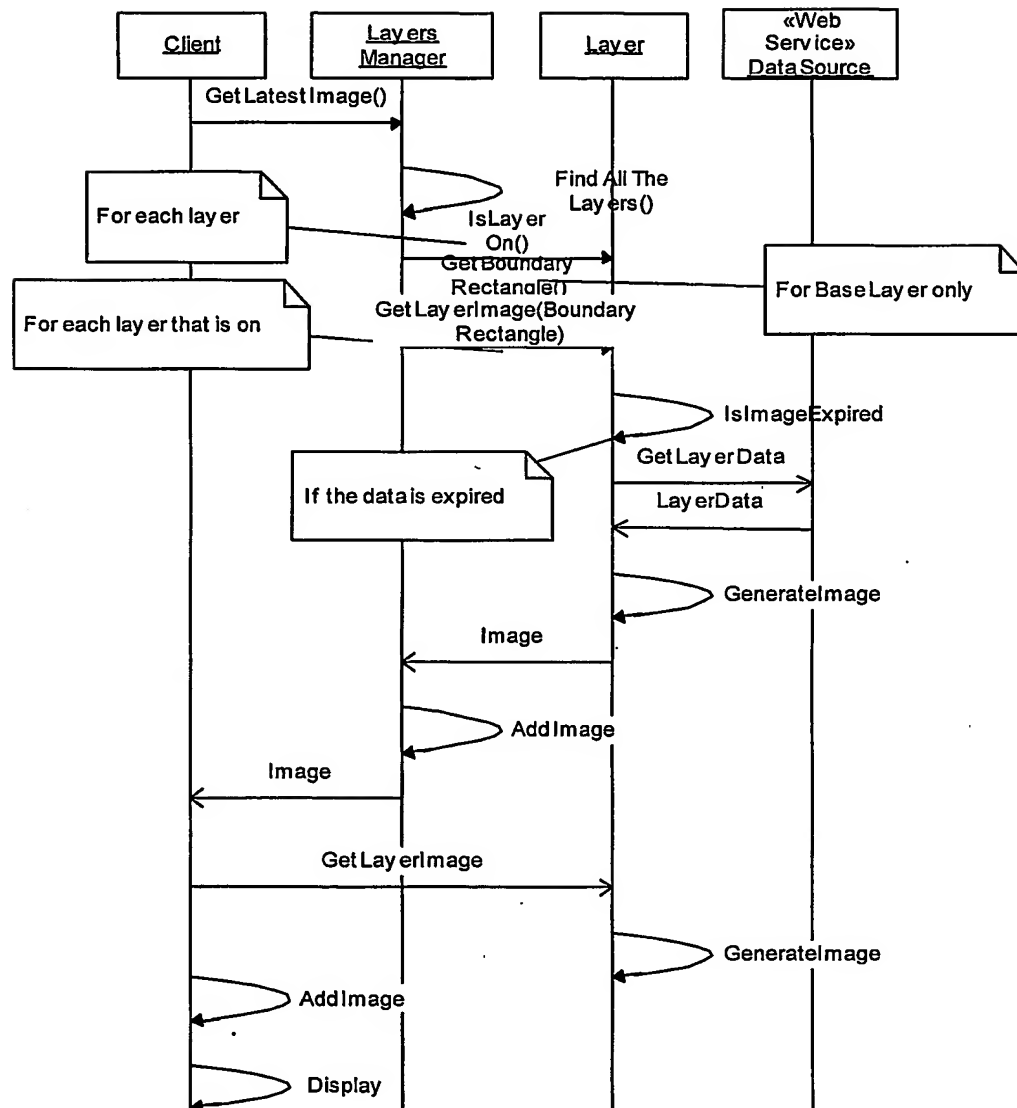 Client
Layers
Manager
Layer
«Web
Service»
DataSource
GetLatestImage()
For each layer
Find All The
Layers()
IsLayer
On()
Get Boundary
Rectangle()
For Base Layer only
GetLayerImage(Boundary
Rectangle)
For each layer that is on
IsImageExpired
GetLayerData
If the data is expired
LayerData
GenerateImage
Image
AddImage
Image
GetLayerImage
GenerateImage
AddImage
Display